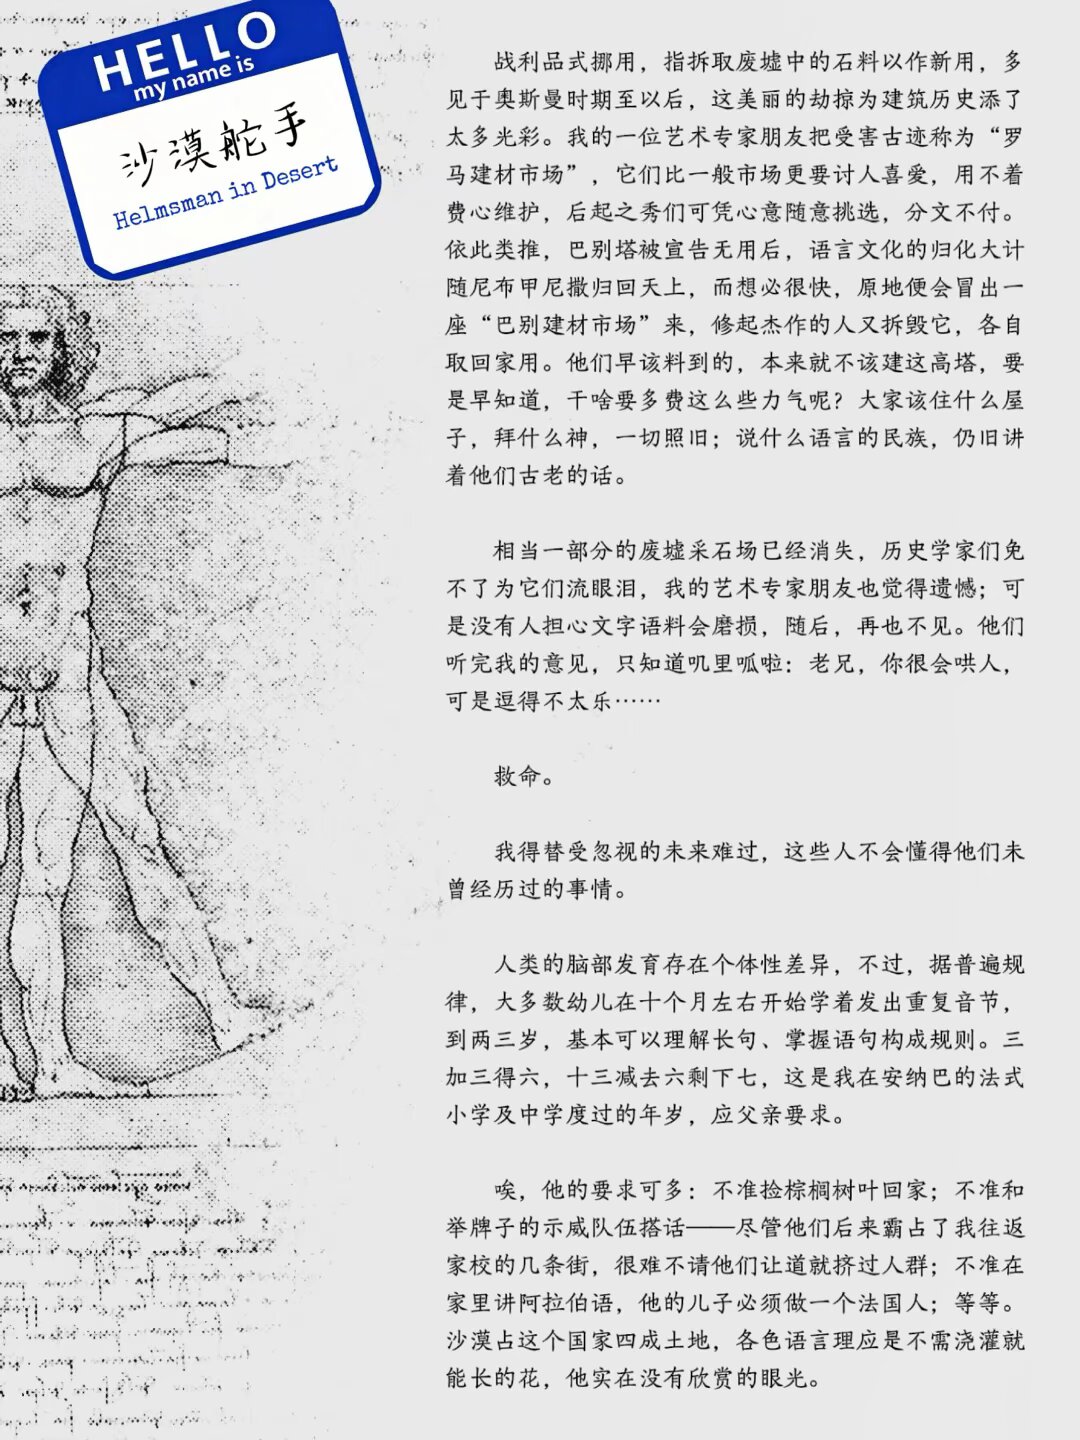 HELLO
my name is
沙漠舵手
Helmsman in Desert
战利品式挪用，指拆取废墟中的石料以作新用，多
见于奥斯曼时期至以后，这美丽的劫掠为建筑历史添了
太多光彩。我的一位艺术专家朋友把受害古迹称为“罗
马建材市场”，它们比一般市场更要讨人喜爱，用不着
费心维护，后起之秀们可凭心意随意挑选，分文不付。
依此类推，巴别塔被宣告无用后，语言文化的归化大计
随尼布甲尼撒归回天上，而想必很快，原地便会冒出一
座“巴别建材市场”来，修起杰作的人又拆毁它，各自
取回家用。他们早该料到的，本来就不该建这高塔，要
是早知道，干啥要多费这么些力气呢？大家该住什么屋
子，拜什么神，一切照旧；说什么语言的民族，仍旧讲
着他们古老的话。
相当一部分的废墟采石场已经消失，历史学家们免
不了为它们流眼泪，我的艺术专家朋友也觉得遗憾；可
是没有人担心文字语料会磨损，随后，再也不见。他们
听完我的意见，只知道叽里呱啦：老兄，你很会哄人，
可是逗得不太乐……
救命。
我得替受忽视的未来难过，这些人不会懂得他们未
曾经历过的事情。
人类的脑部发育存在个体性差异，不过，据普遍规
律，大多数幼儿在十个月左右开始学着发出重复音节，
到两三岁，基本可以理解长句、掌握语句构成规则。三
加三得六，十三减去六剩下七，这是我在安纳巴的法式
小学及中学度过的年岁，应父亲要求。
唉，他的要求可多：不准捡棕榈树叶回家；不准和
举牌子的示威队伍搭话——尽管他们后来霸占了我往返
家校的几条街，很难不请他们让道就挤过人群；不准在
家里讲阿拉伯语，他的儿子必须做一个法国人；等等。
沙漠占这个国家四成土地，各色语言理应是不需浇灌就
能长的花，他实在没有欣赏的眼光。